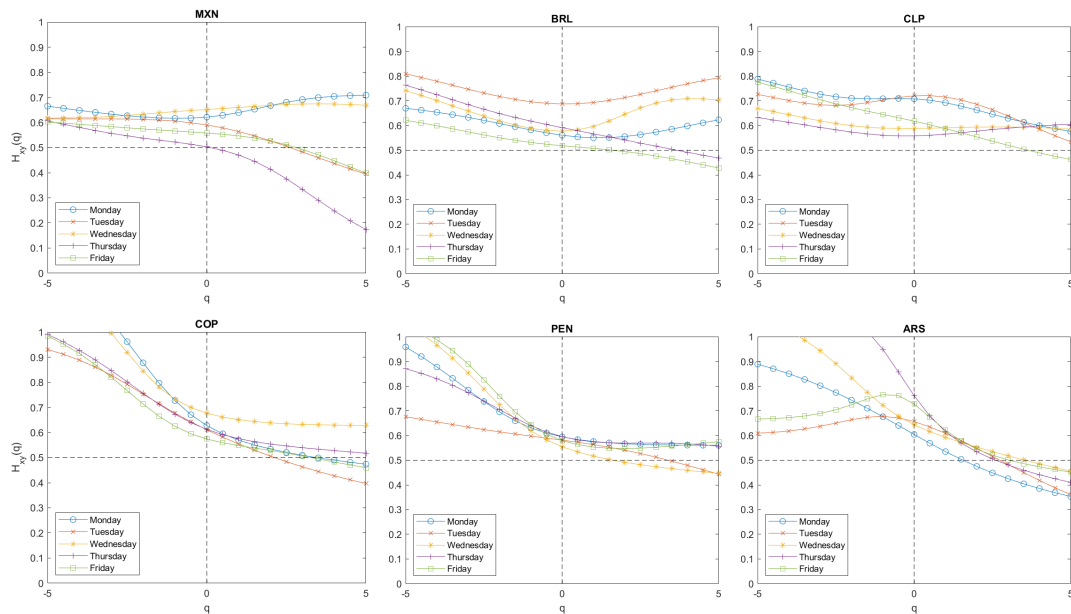 MXN
1
0.9
0.8
0.7
0.6
0.5
0.4
0.3
0.2
0.1
0
H_xy(q)
-5
0
5
q
Monday
Tuesday
Wednesday
Thursday
Friday
BRL
1
0.9
0.8
0.7
0.6
0.5
0.4
0.3
0.2
0.1
0
-5
0
5
q
Monday
Tuesday
Wednesday
Thursday
Friday
CLP
1
0.9
0.8
0.7
0.6
0.5
0.4
0.3
0.2
0.1
0
-5
0
5
q
Monday
Tuesday
Wednesday
Thursday
Friday
COP
1
0.9
0.8
0.7
0.6
0.5
0.4
0.3
0.2
0.1
0
H_xy(q)
-5
0
5
q
Monday
Tuesday
Wednesday
Thursday
Friday
PEN
1
0.9
0.8
0.7
0.6
0.5
0.4
0.3
0.2
0.1
0
-5
0
5
q
Monday
Tuesday
Wednesday
Thursday
Friday
ARS
1
0.9
0.8
0.7
0.6
0.5
0.4
0.3
0.2
0.1
0
-5
0
5
q
Monday
Tuesday
Wednesday
Thursday
Friday